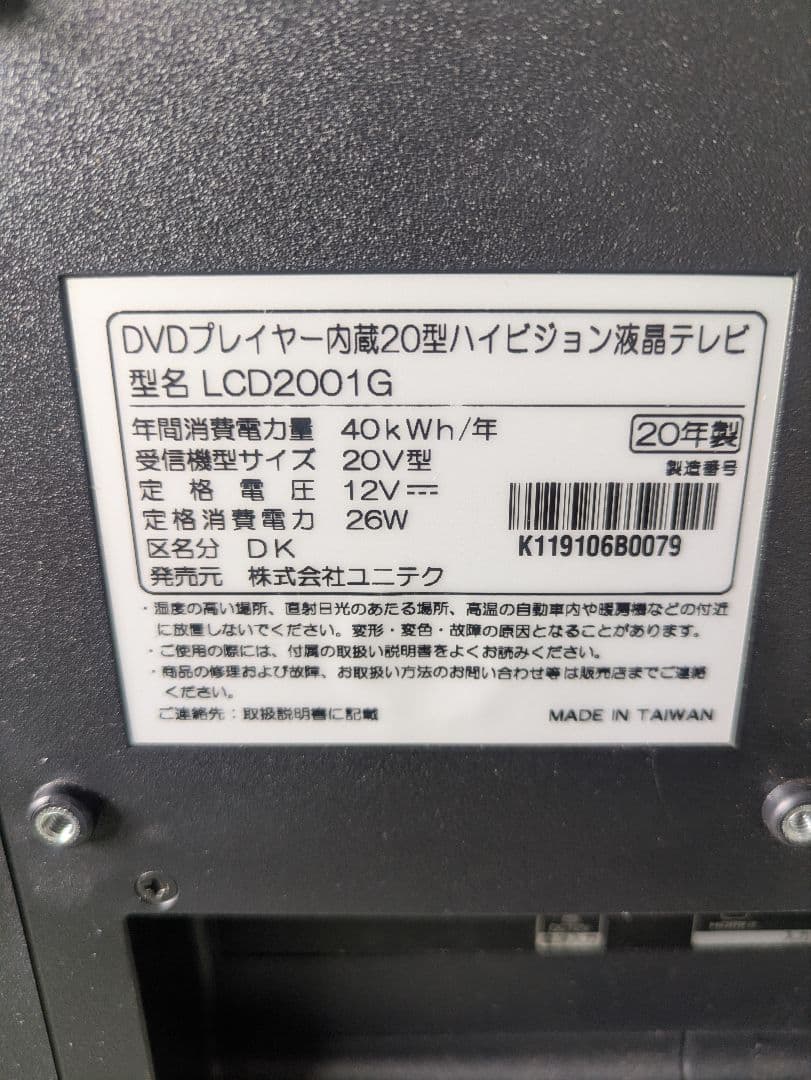 DVDプレイヤー内蔵20型ハイビジョン液晶テレビ
型名 LCD2001G
年間消費電力量 40kWh/年
20年製
受信機型サイズ 20V型
製造番号
定格電圧 12V⎓
定格消費電力 26W
K119106B0079
区名分 DK
発売元 株式会社ユニテク
・湿度の高い場所、直射日光のあたる場所、高温の自動車内や暖房機などの付近
に放置しないでください。変形・変色・故障の原因となることがあります。
・ご使用の際には、付属の取扱い説明書をよくお読みください。
・商品の修理および故障、お取扱い方法のお問い合わせ等は販売店までご連絡
ください。
ご連絡先：取扱説明書に記載
MADE IN TAIWAN